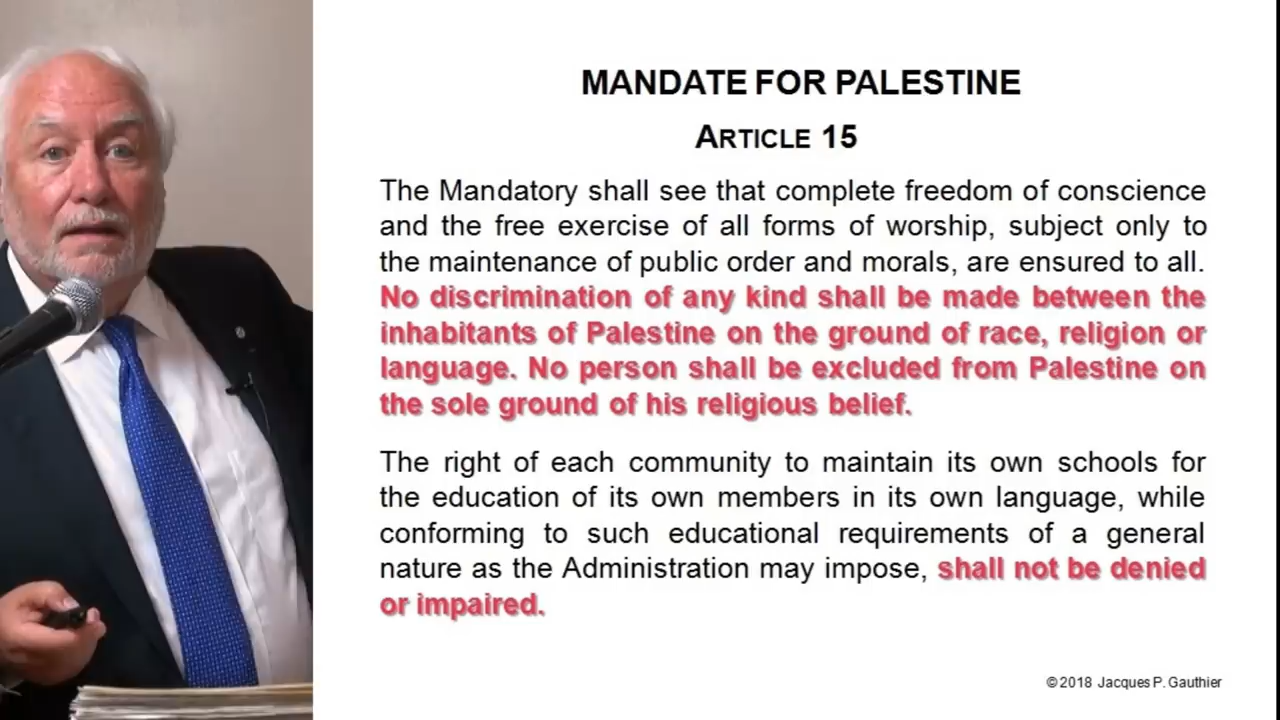 MANDATE FOR PALESTINE
ARTICLE 15
The Mandatory shall see that complete freedom of conscience
and the free exercise of all forms of worship, subject only to
the maintenance of public order and morals, are ensured to all.
No discrimination of any kind shall be made between the
inhabitants of Palestine on the ground of race, religion or
language. No person shall be excluded from Palestine on
the sole ground of his religious belief.
The right of each community to maintain its own schools for
the education of its own members in its own language, while
conforming to such educational requirements of a general
nature as the Administration may impose, shall not be denied
or impaired.
©2018 Jacques P. Gauthier